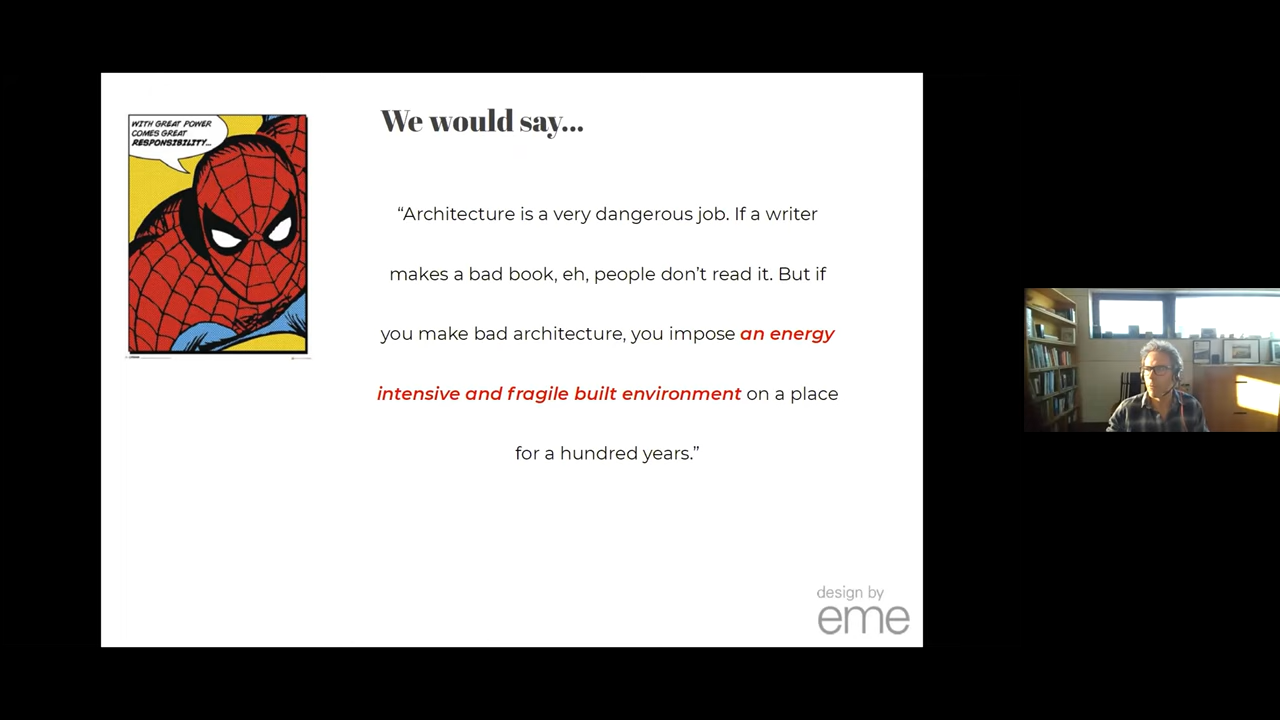 WITH GREAT POWER
COMES GREAT
RESPONSIBILITY...
We would say...
“Architecture is a very dangerous job. If a writer
makes a bad book, eh, people don’t read it. But if
you make bad architecture, you impose an energy
intensive and fragile built environment on a place
for a hundred years.”
design by
eme